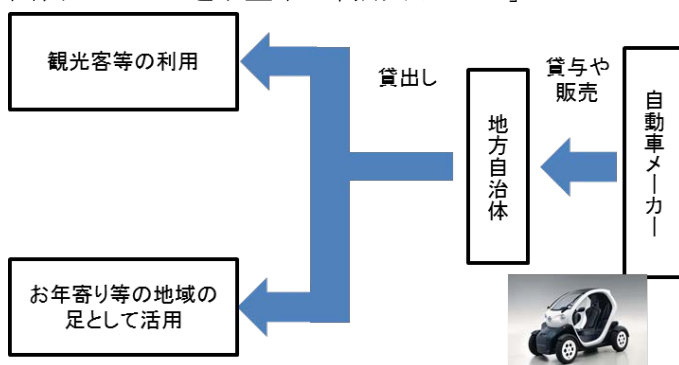 観光客等の利用
貸出し
貸与や
販売
自動車メーカー
地方自治体
お年寄り等の地域の
足として活用